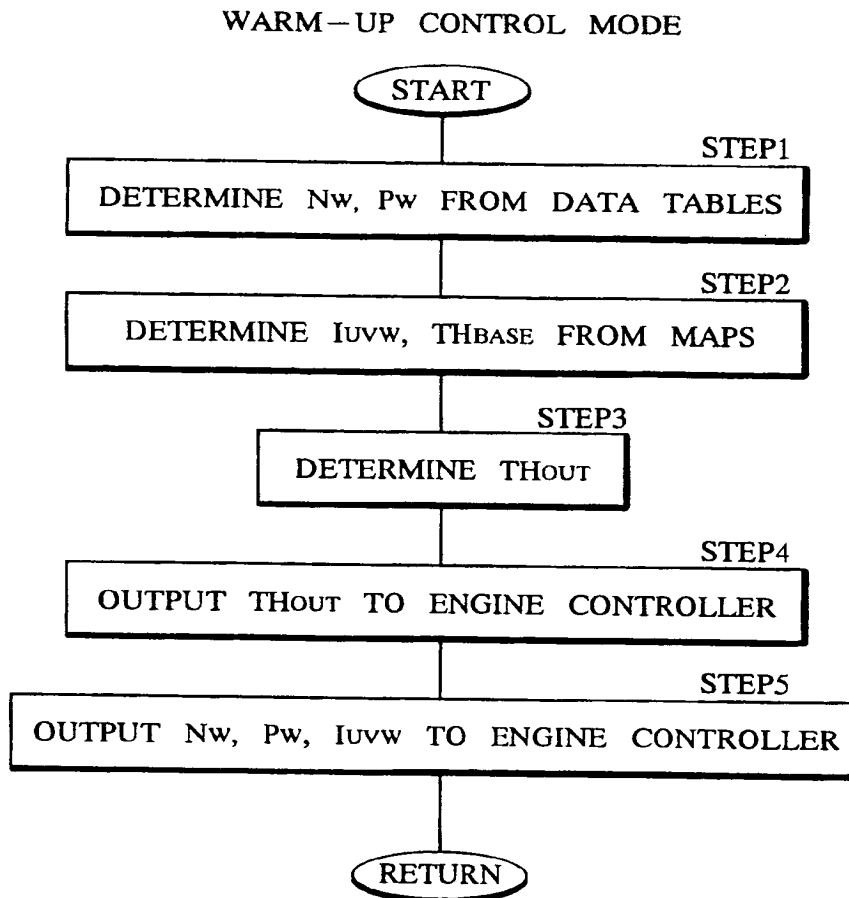 WARM-UP CONTROL MODE
START
STEP1
DETERMINE NW, PW FROM DATA TABLES
STEP2
DETERMINE IUVW, THBASE FROM MAPS
STEP3
DETERMINE THOUT
STEP4
OUTPUT THOUT TO ENGINE CONTROLLER
STEP5
OUTPUT NW, PW, IUVW TO ENGINE CONTROLLER
RETURN